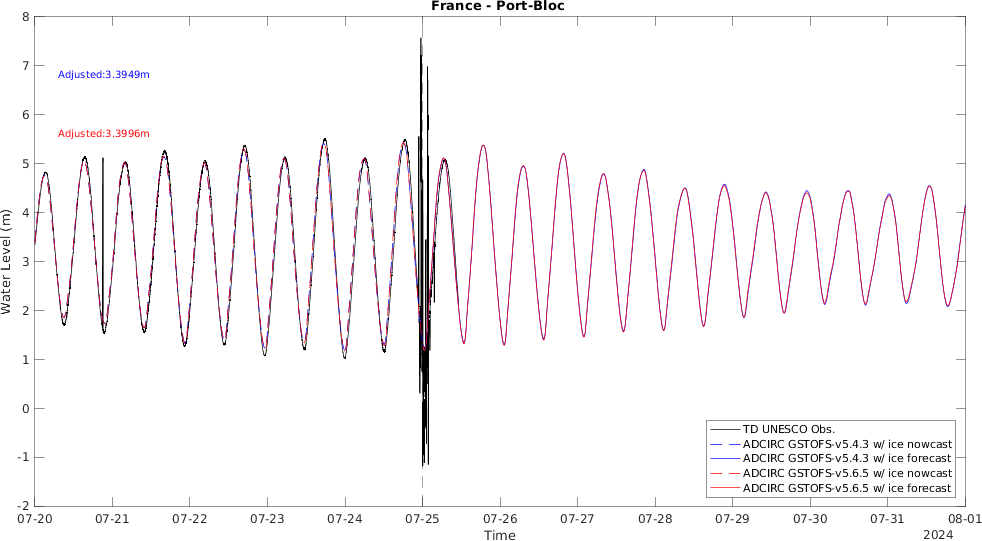 France - Port-Bloc
8
7
6
5
4
3
2
1
0
-1
-2
Water Level (m)
Adjusted:3.3949m
Adjusted:3.3996m
TD UNESCO Obs.
ADCIRC GSTOFS-v5.4.3 w/ ice nowcast
ADCIRC GSTOFS-v5.4.3 w/ ice forecast
ADCIRC GSTOFS-v5.6.5 w/ ice nowcast
ADCIRC GSTOFS-v5.6.5 w/ ice forecast
07-20 07-21 07-22 07-23 07-24 07-25 07-26 07-27 07-28 07-29 07-30 07-31 08-01
Time
2024